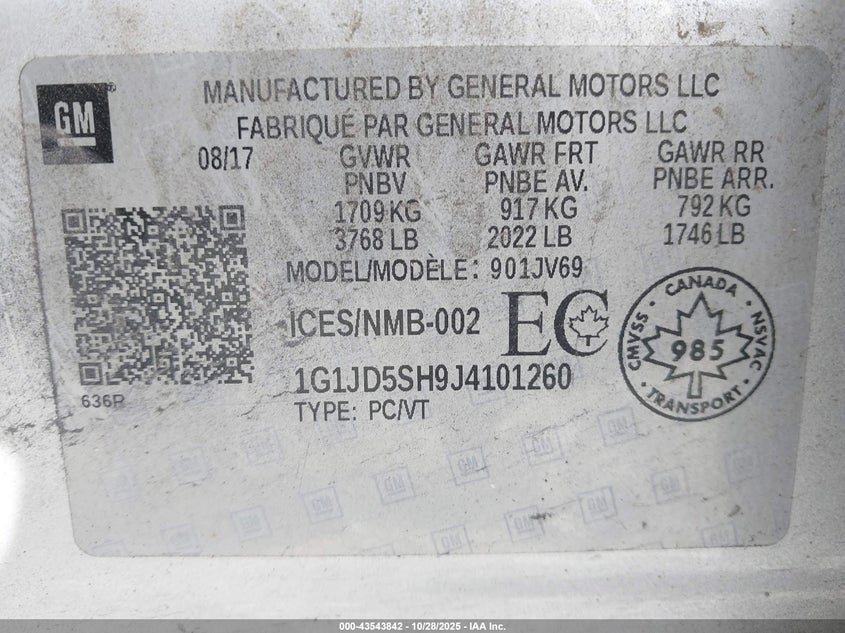 GM
MANUFACTURED BY GENERAL MOTORS LLC
FABRIQUÉ PAR GENERAL MOTORS LLC
08/17 GVWR GAWR FRT GAWR RR
PNBV PNBE AV. PNBE ARR.
1709 KG 917 KG 792 KG
3768 LB 2022 LB 1746 LB
MODEL/MODÈLE: 901JV69
ICES/NMB-002 EC
CANADA
CMVSS 985 NSVAC
TRANSPORT
1G1JD5SH9J4101260
636P TYPE: PC/VT
000-43543842 - 10/28/2025 - IAA Inc.